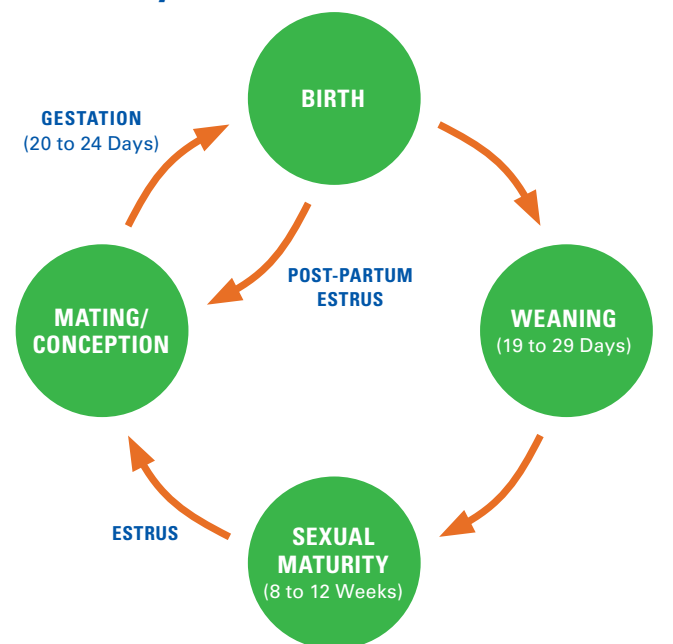 BIRTH
GESTATION
(20 to 24 Days)
POST-PARTUM
ESTRUS
MATING/
CONCEPTION
WEANING
(19 to 29 Days)
ESTRUS
SEXUAL
MATURITY
(8 to 12 Weeks)